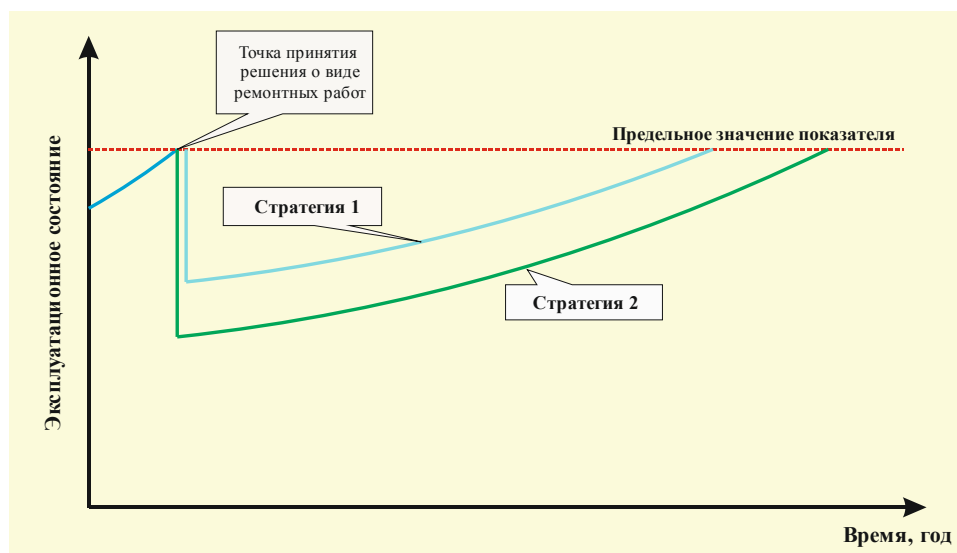 Точка принятия
решения о виде
ремонтных работ
Предельное значение показателя
Стратегия 1
Стратегия 2
Эксплуатационное состояние
Время, год